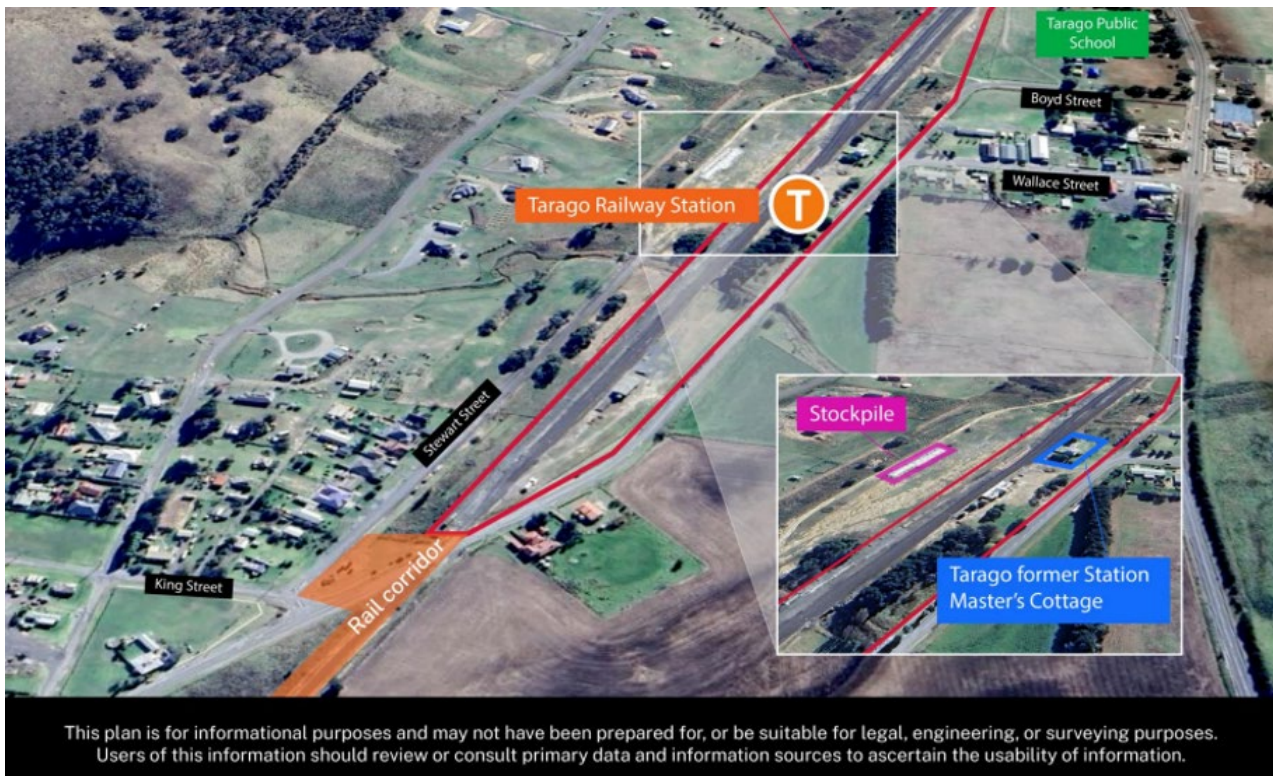 Tarago Public
School
Boyd Street
Wallace Street
Tarago Railway Station
T
Stewart Street
Stockpile
Tarago former Station
Master's Cottage
King Street
Rail corridor
This plan is for informational purposes and may not have been prepared for, or be suitable for legal, engineering, or surveying purposes.
Users of this information should review or consult primary data and information sources to ascertain the usability of information.